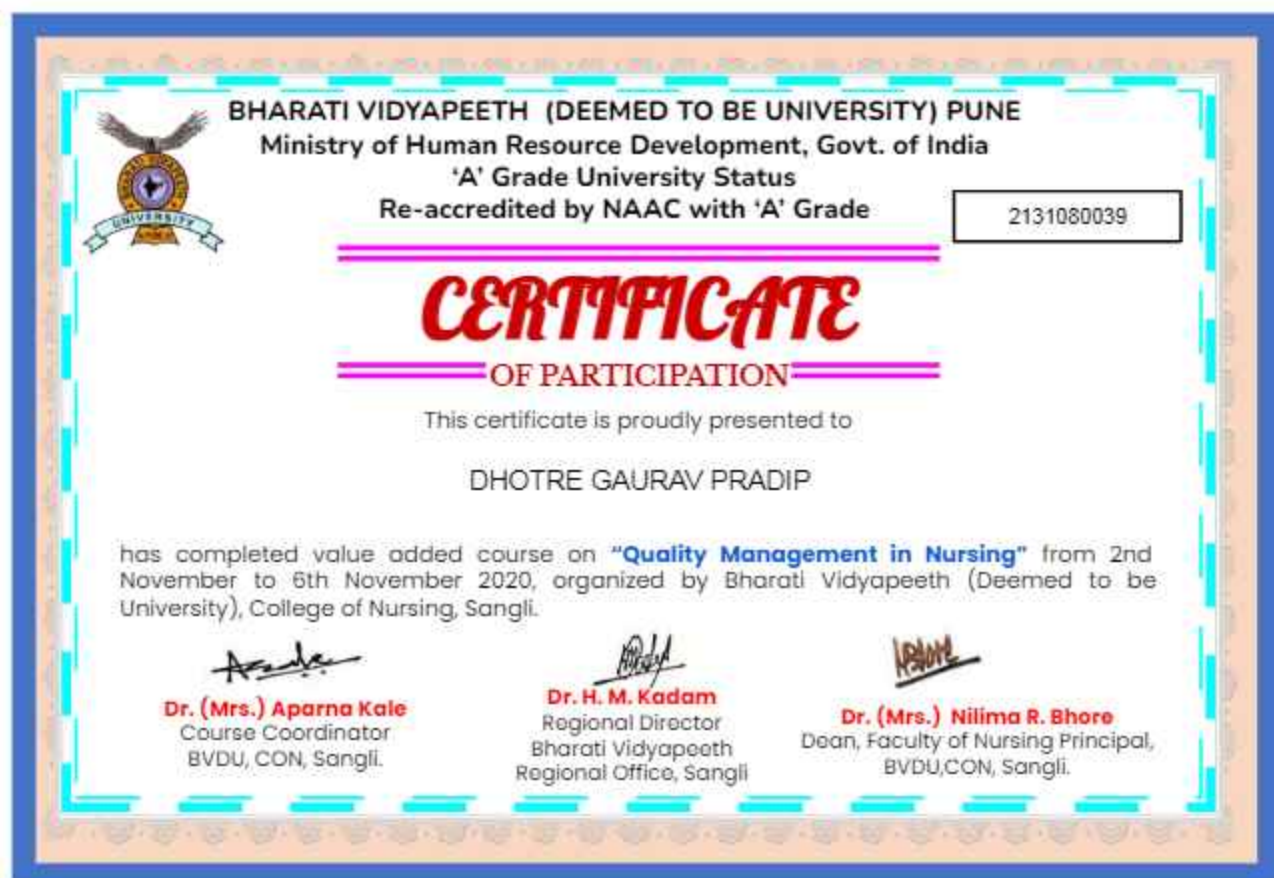 BHARATI VIDYAPEETH (DEEMED TO BE UNIVERSITY) PUNE
Ministry of Human Resource Development, Govt. of India
‘A’ Grade University Status
Re-accredited by NAAC with ‘A’ Grade
2131080039
BHARATI VIDYAPEETH
UNIVERSITY
CERTIFICATE
OF PARTICIPATION
This certificate is proudly presented to
DHOTRE GAURAV PRADIP
has completed value added course on “Quality Management in Nursing” from 2nd
November to 6th November 2020, organized by Bharati Vidyapeeth (Deemed to be
University), College of Nursing, Sangli.
Dr. (Mrs.) Aparna Kale
Course Coordinator
BVDU, CON, Sangli.
Dr. H. M. Kadam
Regional Director
Bharati Vidyapeeth
Regional Office, Sangli
Dr. (Mrs.) Nilima R. Bhore
Dean, Faculty of Nursing Principal,
BVDU,CON, Sangli.